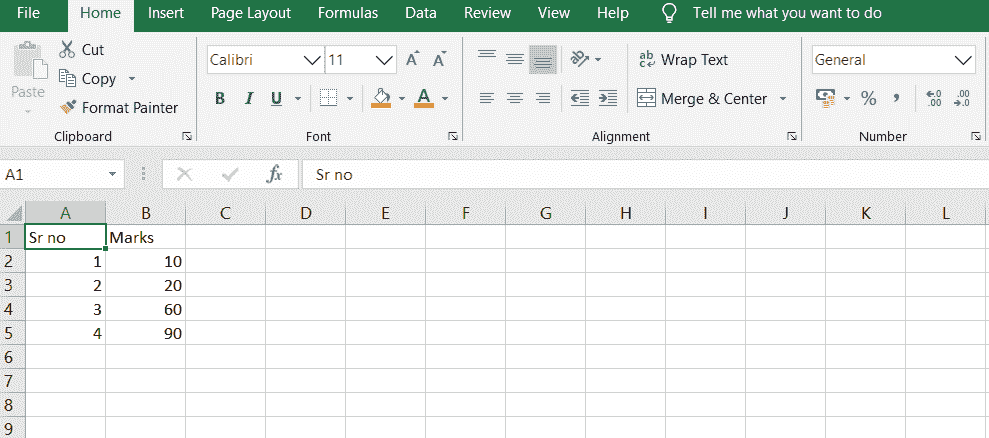 File Home Insert Page Layout Formulas Data Review View Help Tell me what you want to do
Paste
Cut
Copy
Format Painter
Clipboard
Calibri 11 A A
B I U A
Font
ab c Wrap Text
Merge & Center
Alignment
General
% , .0 .00 .00 .0
Number
A1 fx Sr no
A B C D E F G H I J K L
1 Sr no Marks
2 1 10
3 2 20
4 3 60
5 4 90
6
7
8
9